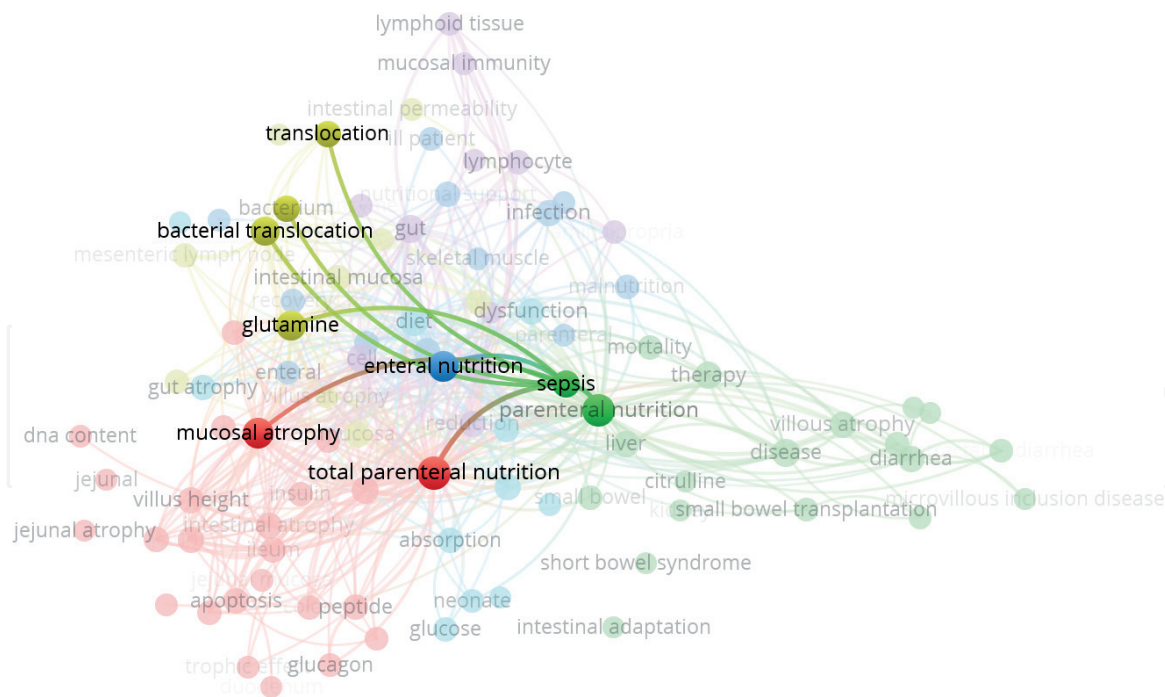 lymphoid tissue
mucosal immunity
intestinal permeability
translocation
ill patient
lymphocyte
nutritional support
bacterium
infection
bacterial translocation
gut
mesenteric lymph node
skeletal muscle
intestinal mucosa
malnutrition
recovery
dysfunction
glutamine
diet
parenteral
mortality
cell
enteral nutrition
enteral
therapy
gut atrophy
sepsis
villus atrophy
parenteral nutrition
reduction
villous atrophy
dna content
mucosal atrophy
mucosa
liver
disease
diarrhea
diarrhea
total parenteral nutrition
citrulline
jejunal
villus height
insulin
small bowel
microvillous inclusion disease
small bowel transplantation
jejunal atrophy
intestinal atrophy
absorption
ileum
short bowel syndrome
jejunal mucosa
apoptosis
peptide
neonate
glucose
intestinal adaptation
trophic effect
glucagon
duodenum